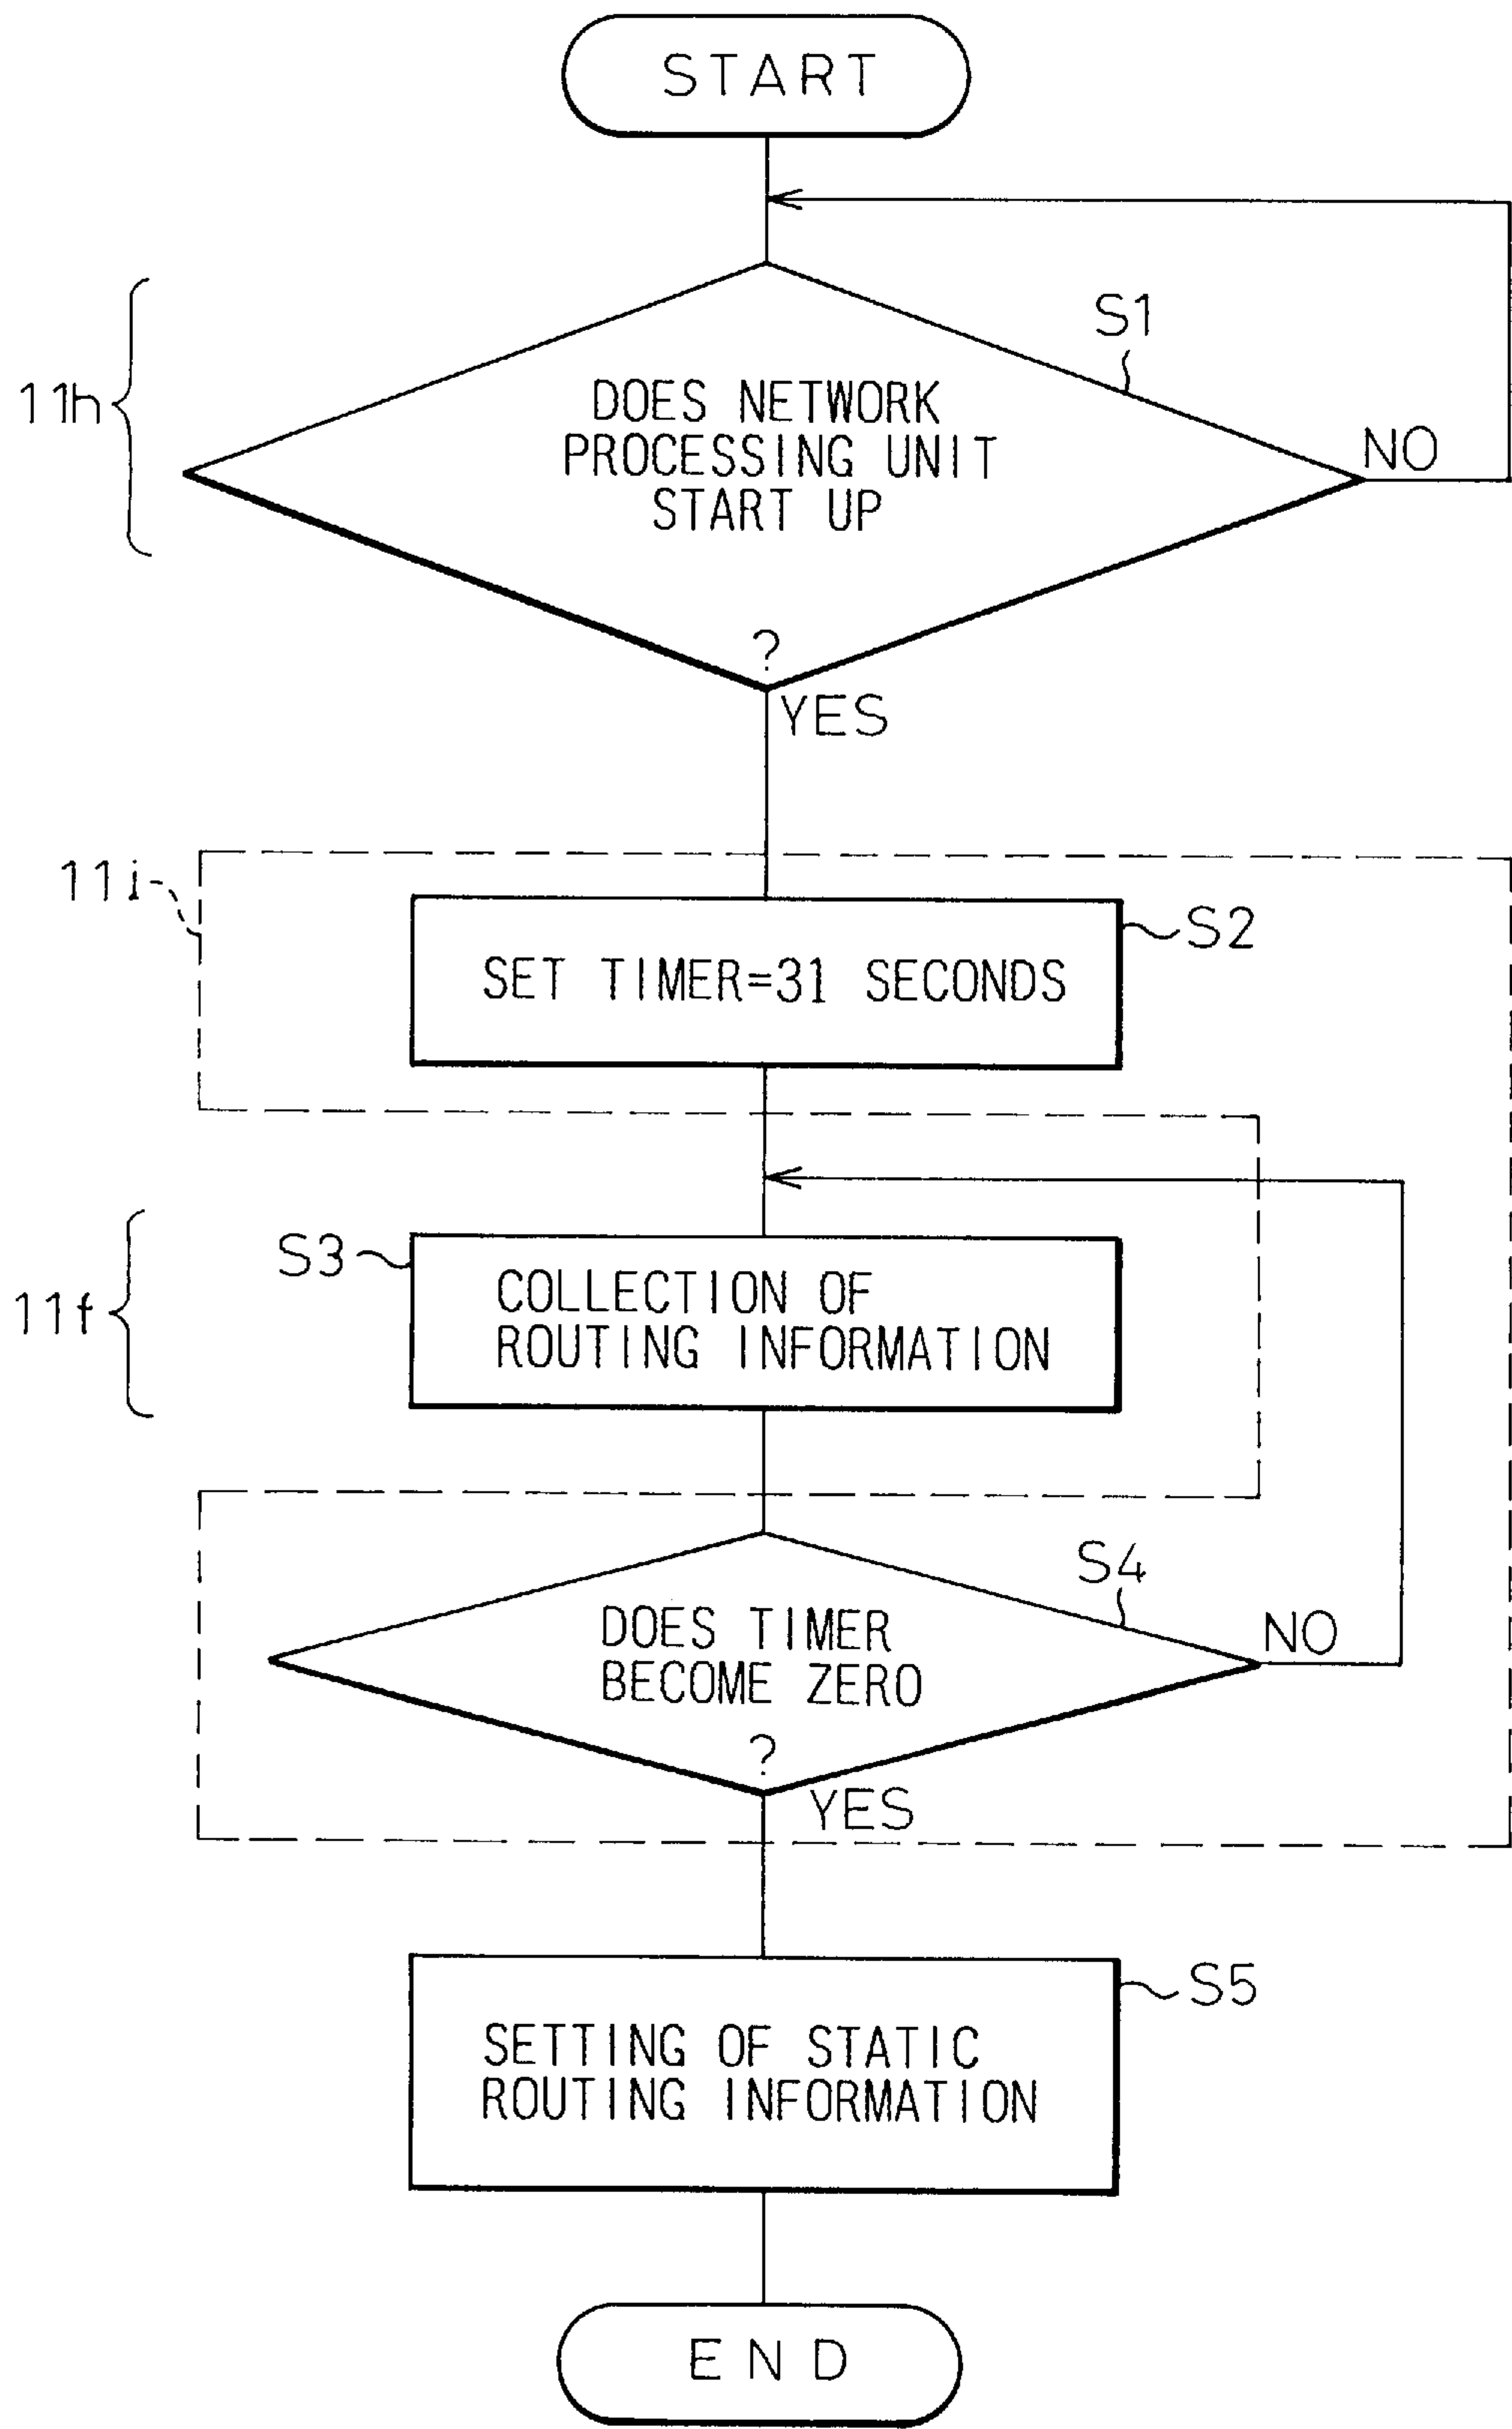 START
S1
11h
DOES NETWORK
PROCESSING UNIT
START UP
?
NO
YES
11i
S2
SET TIMER=31 SECONDS
S3
11f
COLLECTION OF
ROUTING INFORMATION
S4
DOES TIMER
BECOME ZERO
?
NO
YES
S5
SETTING OF STATIC
ROUTING INFORMATION
END